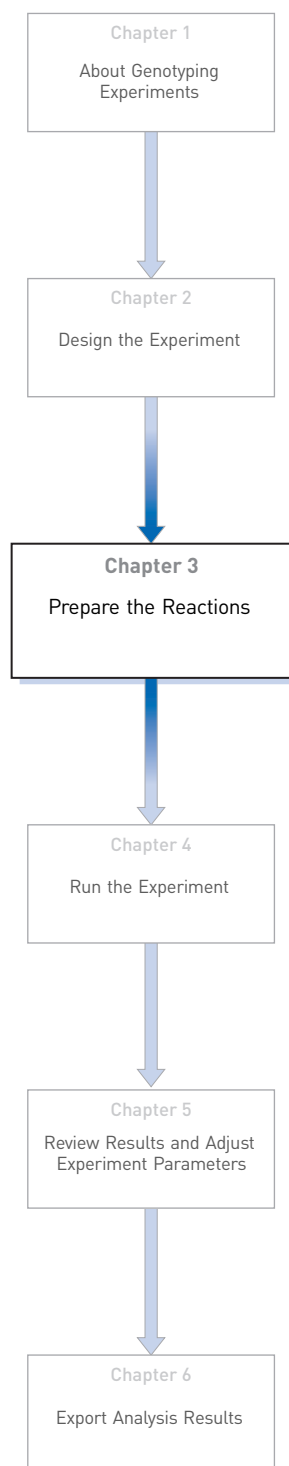 Chapter 1
About Genotyping
Experiments
Chapter 2
Design the Experiment
Chapter 3
Prepare the Reactions
Chapter 4
Run the Experiment
Chapter 5
Review Results and Adjust
Experiment Parameters
Chapter 6
Export Analysis Results